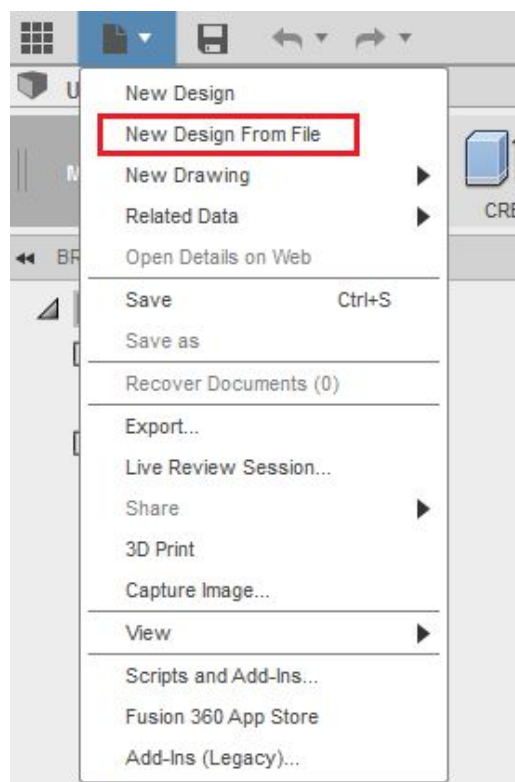 U
New Design
New Design From File
M
New Drawing
Related Data
CRE
BR
Open Details on Web
Save Ctrl+S
Save as
Recover Documents (0)
Export...
Live Review Session...
Share
3D Print
Capture Image...
View
Scripts and Add-Ins...
Fusion 360 App Store
Add-Ins (Legacy)...